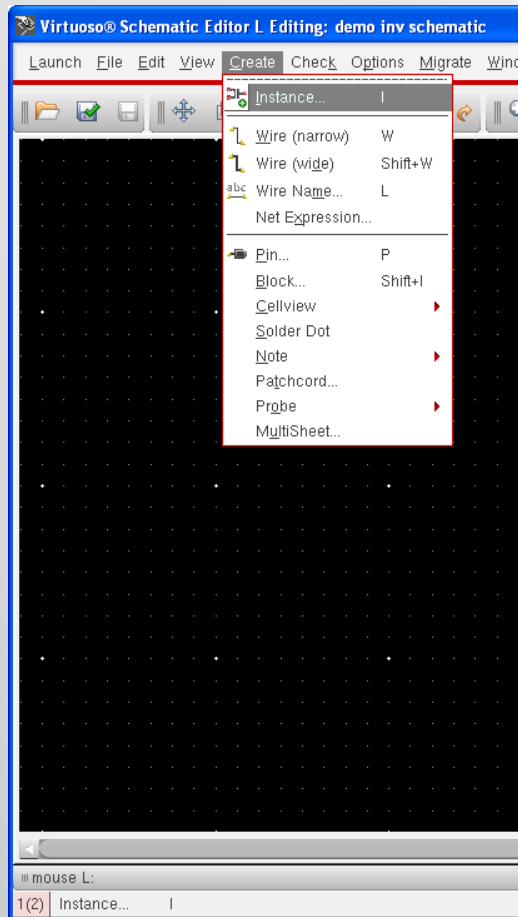 Virtuoso® Schematic Editor L Editing: demo inv schematic
Launch File Edit View Create Check Options Migrate Wind
Instance... I
Wire (narrow) W
Wire (wide) Shift+W
abc Wire Name... L
Net Expression...
Pin... P
Block... Shift+I
Cellview
Solder Dot
Note
Patchcord...
Probe
MultiSheet...
mouse L:
1(2) Instance... I